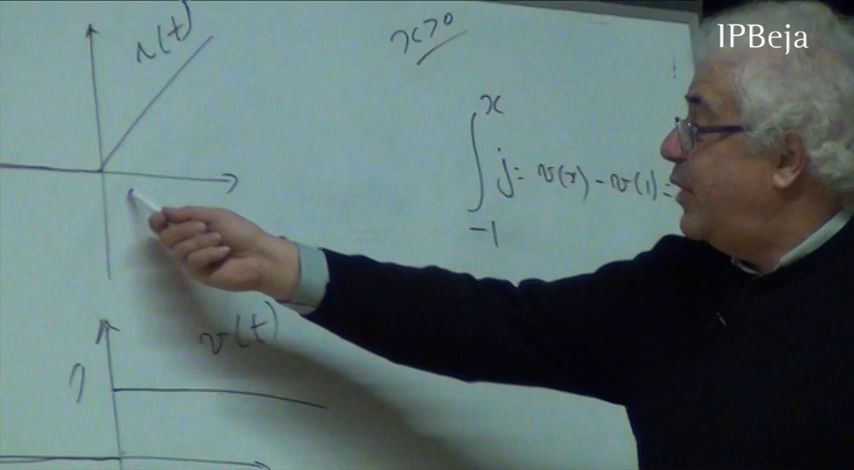 IPBeja
r(t)
x>0
∫ₓ₋₁ j = v(x) - v(1) =
v(t)
1